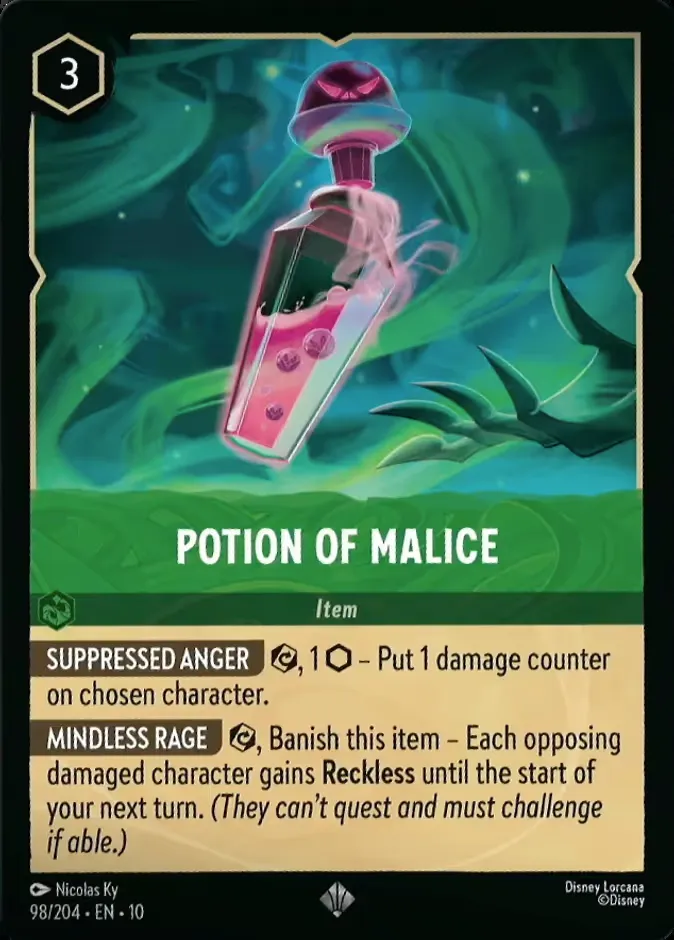 3
POTION OF MALICE
Item
SUPPRESSED ANGER , 1 – Put 1 damage counter
on chosen character.
MINDLESS RAGE , Banish this item – Each opposing
damaged character gains Reckless until the start of
your next turn. (They can't quest and must challenge
if able.)
Nicolas Ky
Disney Lorcana
98/204 • EN • 10
©Disney